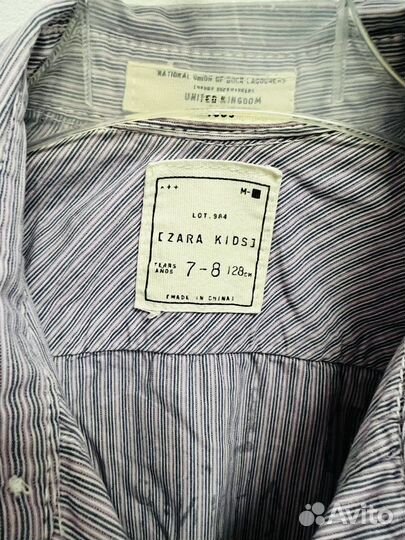 NATIONAL UNION OF DOCK LABOURERS
UNITED KINGDOM
M-■
LOT.984
[ZARA KIDS]
YEARS
ANOS
7-8
128cm
[MADE IN CHINA]
Avito